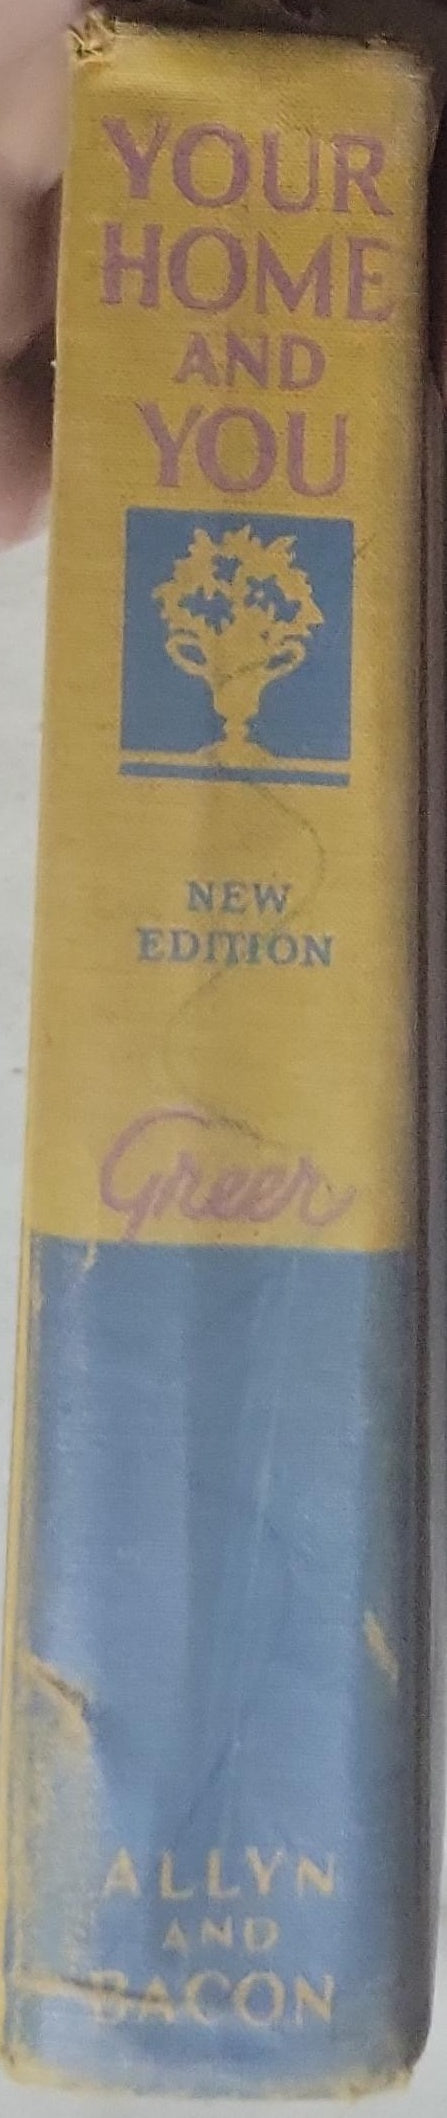 YOUR
HOME
AND
YOU
NEW
EDITION
Greer
ALLYN
AND
BACON